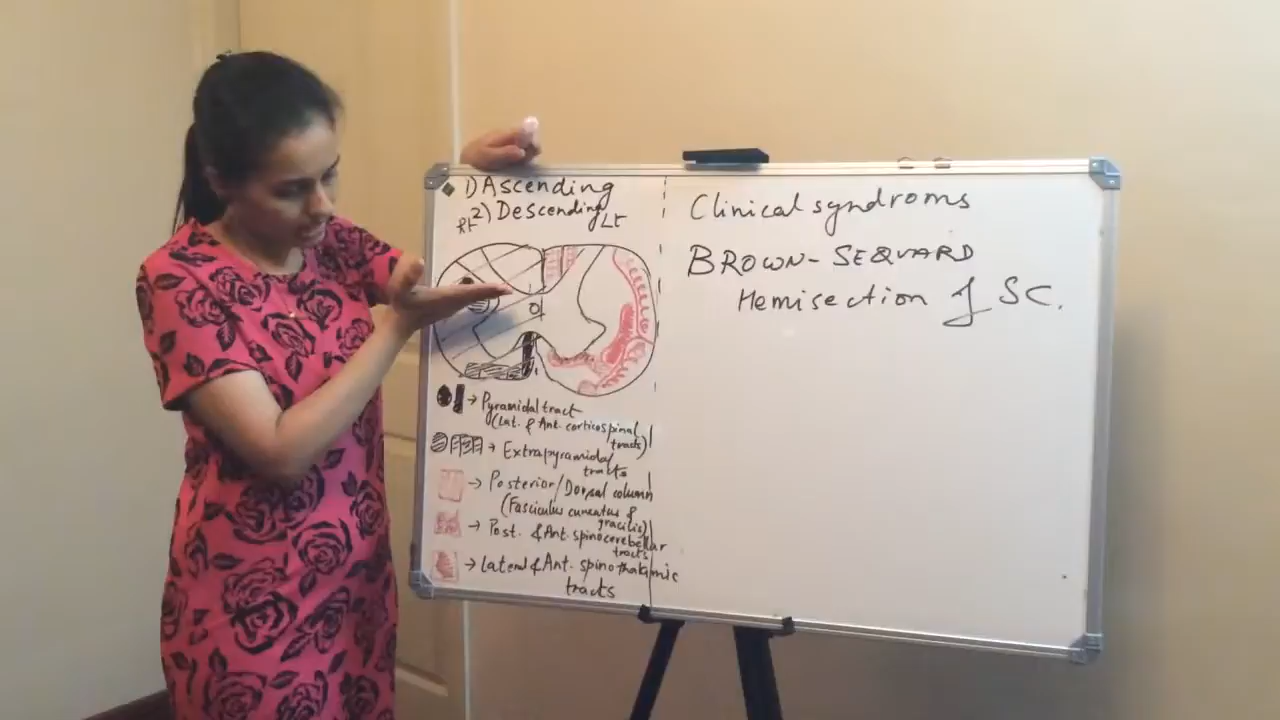 1) Ascending
2) Descending
Rt
Lt
→ Pyramidal tract
(Lat. & Ant. corticospinal
tracts)
→ Extrapyramidal
tracts
→ Posterior/Dorsal column
(Fasciculus cuneatus &
gracilis)
→ Post. & Ant. spinocerebellar
tracts
→ Lateral & Ant. spinothalamic
tracts
Clinical syndroms
BROWN-SEQUARD
Hemisection of SC.